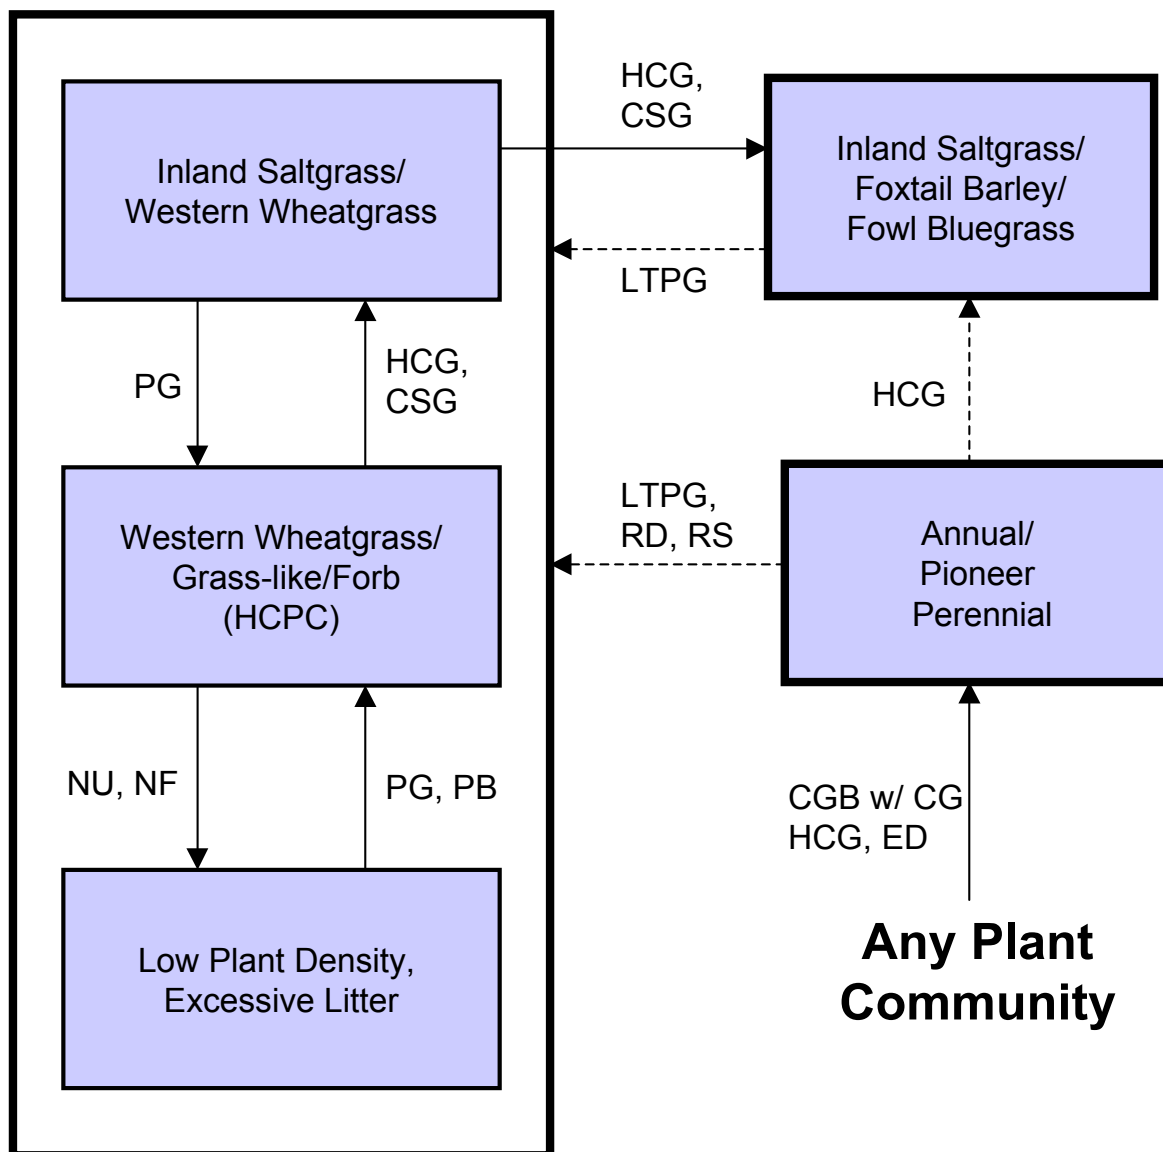 HCG,
CSG
Inland Saltgrass/
Western Wheatgrass
Inland Saltgrass/
Foxtail Barley/
Fowl Bluegrass
LTPG
PG
HCG,
CSG
HCG
Western Wheatgrass/
Grass-like/Forb
(HCPC)
LTPG,
RD, RS
Annual/
Pioneer
Perennial
NU, NF
PG, PB
CGB w/ CG
HCG, ED
Low Plant Density,
Excessive Litter
Any Plant
Community